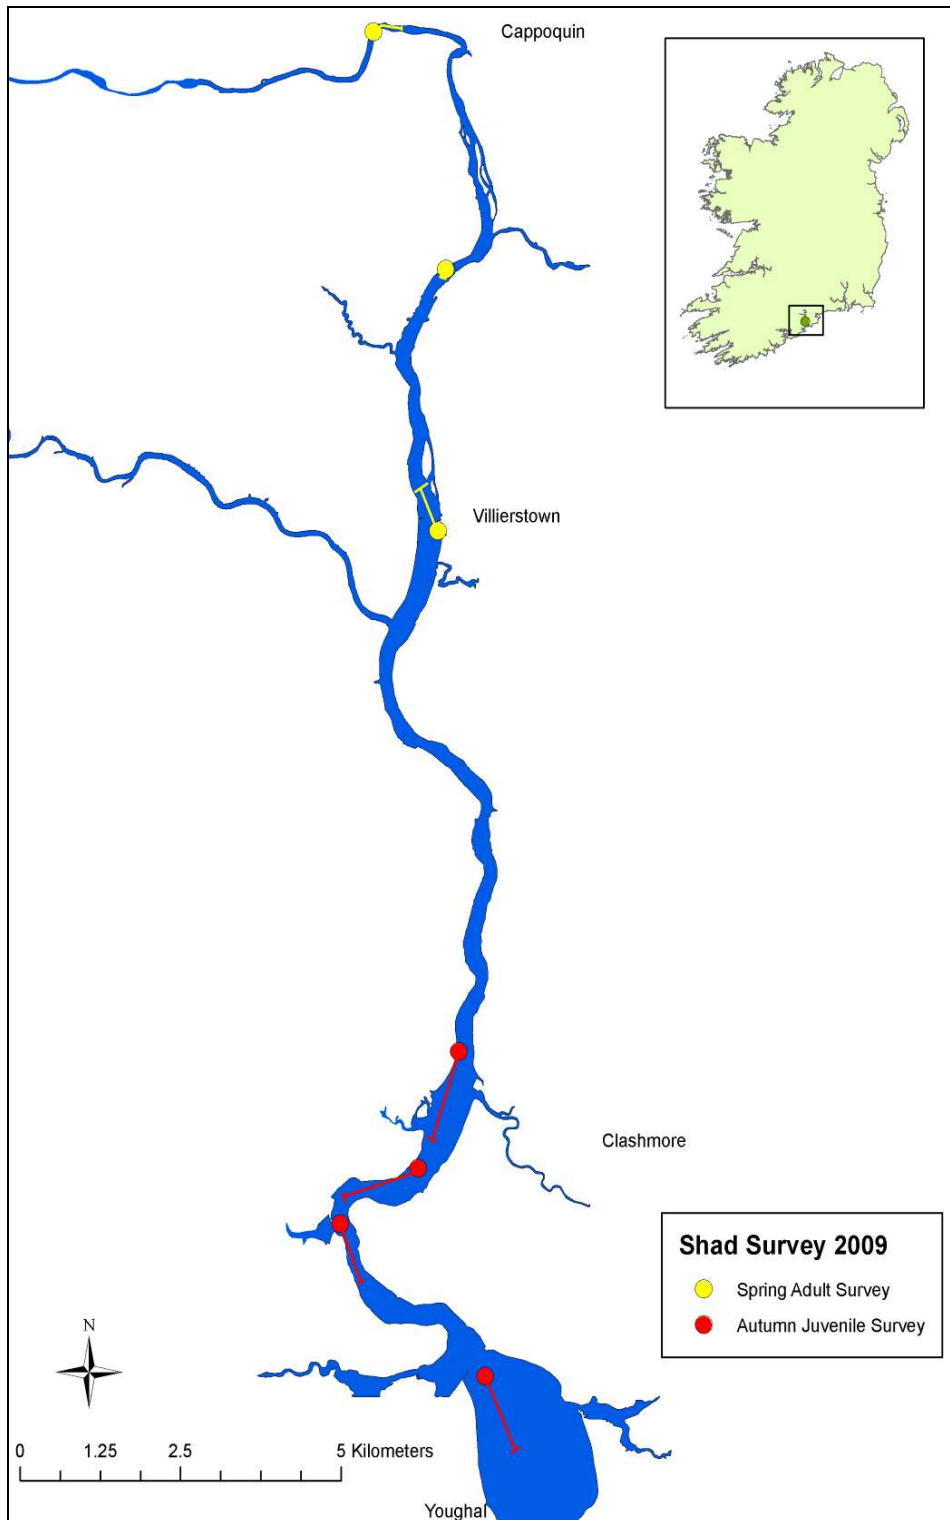 Cappoquin
Villierstown
Clashmore
Shad Survey 2009
Spring Adult Survey
Autumn Juvenile Survey
N
0 1.25 2.5 5 Kilometers
Youghal